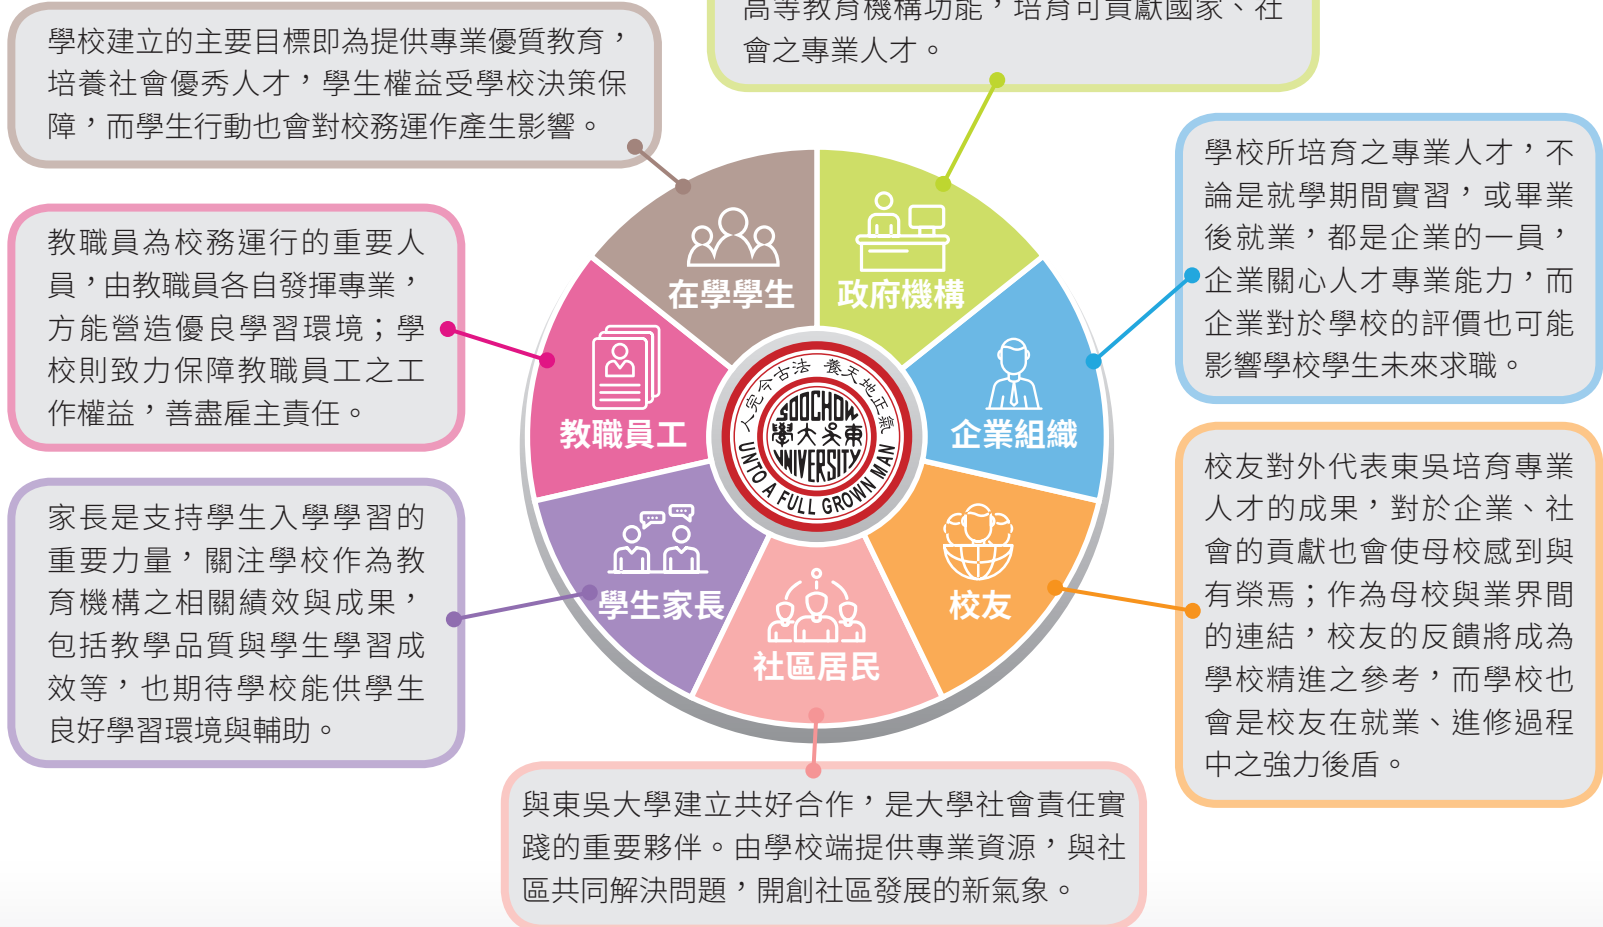 學校建立的主要目標即為提供專業優質教育，
培養社會優秀人才，學生權益受學校決策保
障，而學生行動也會對校務運作產生影響。
高等教育機構功能，培育可貢獻國家、社
會之專業人才。
學校所培育之專業人才，不
論是就學期間實習，或畢業
後就業，都是企業的一員，
企業關心人才專業能力，而
企業對於學校的評價也可能
影響學校學生未來求職。
教職員為校務運行的重要人
員，由教職員各自發揮專業，
方能營造優良學習環境；學
校則致力保障教職員工之工
作權益，善盡雇主責任。
在學學生
政府機構
教職員工
企業組織
學生家長
校友
社區居民
養天地正氣
法古今完人
SOOCHOW
東吳大學
UNIVERSITY
UNTO A FULL GROWN MAN
家長是支持學生入學學習的
重要力量，關注學校作為教
育機構之相關績效與成果，
包括教學品質與學生學習成
效等，也期待學校能供學生
良好學習環境與輔助。
校友對外代表東吳培育專業
人才的成果，對於企業、社
會的貢獻也會使母校感到與
有榮焉；作為母校與業界間
的連結，校友的反饋將成為
學校精進之參考，而學校也
會是校友在就業、進修過程
中之強力後盾。
與東吳大學建立共好合作，是大學社會責任實
踐的重要夥伴。由學校端提供專業資源，與社
區共同解決問題，開創社區發展的新氣象。